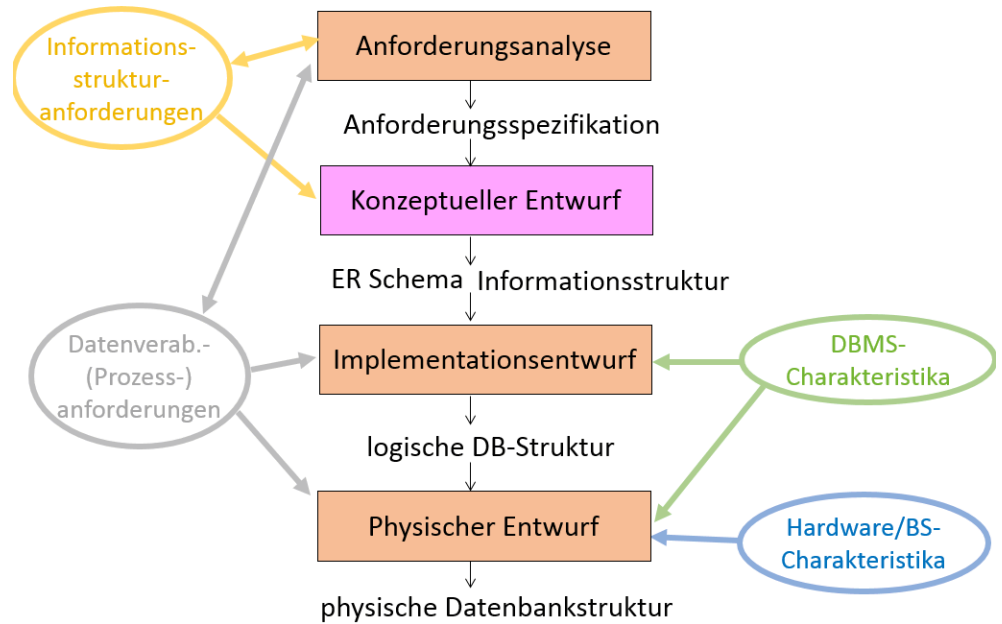 Anforderungsanalyse
Informations-
struktur-
anforderungen
Anforderungsspezifikation
Konzeptueller Entwurf
ER Schema
Informationsstruktur
Datenverab.-
(Prozess-)
anforderungen
Implementationsentwurf
DBMS-
Charakteristika
logische DB-Struktur
Physischer Entwurf
Hardware/BS-
Charakteristika
physische Datenbankstruktur